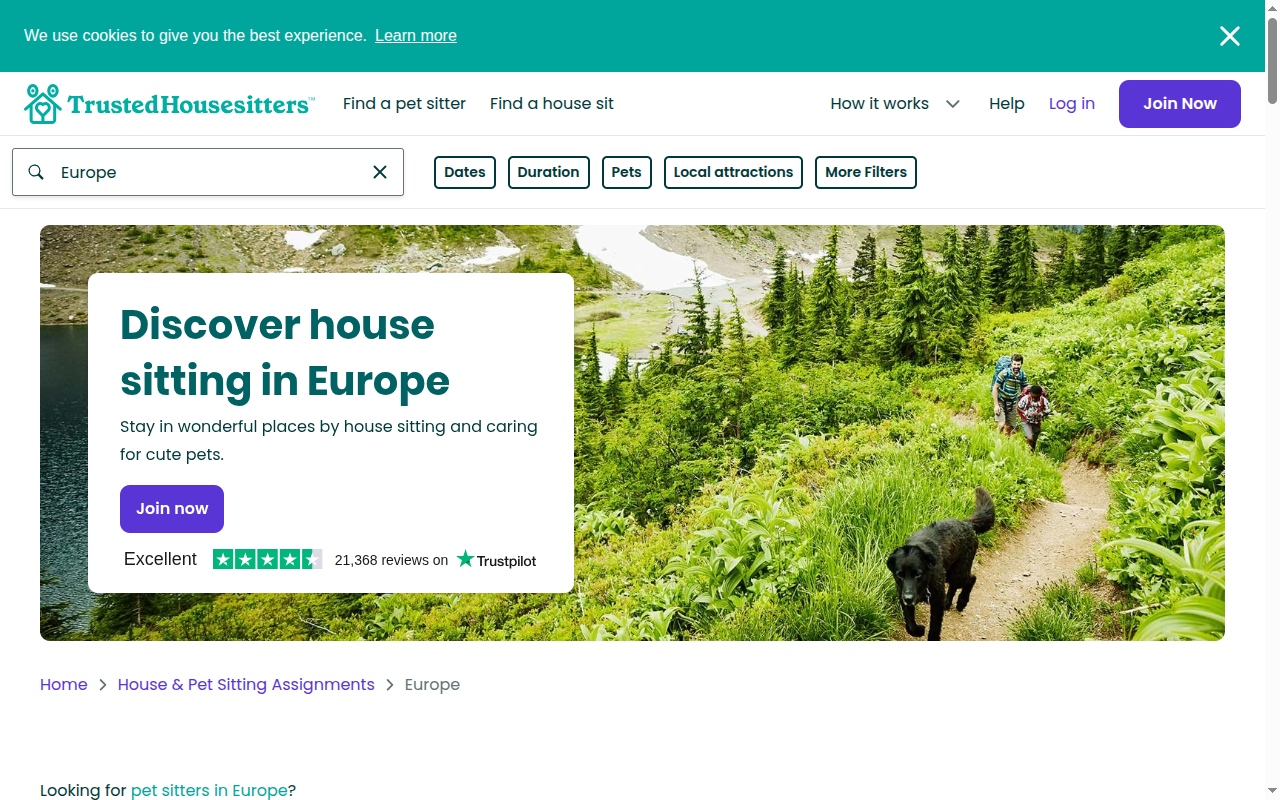 We use cookies to give you the best experience. Learn more
TrustedHousesitters™ Find a pet sitter Find a house sit How it works Help Log in Join Now
Europe Dates Duration Pets Local attractions More Filters
Discover house
sitting in Europe
Stay in wonderful places by house sitting and caring
for cute pets.
Join now
Excellent 21,368 reviews on Trustpilot
Home House & Pet Sitting Assignments Europe
Looking for pet sitters in Europe?